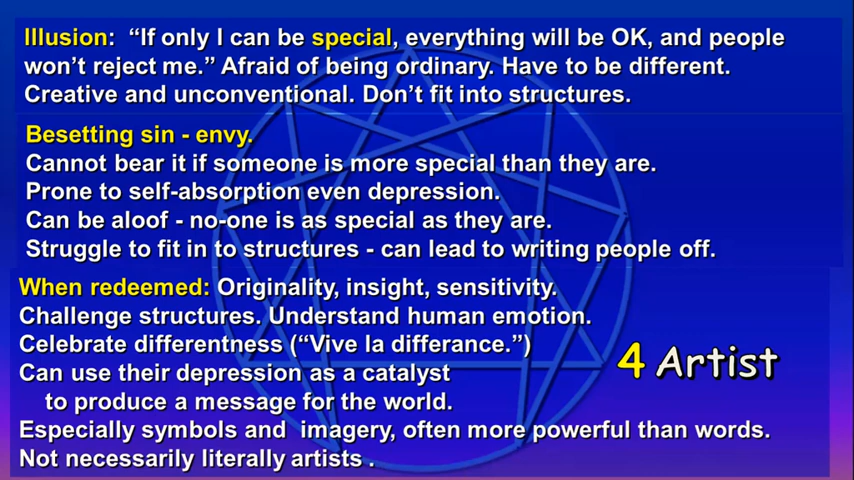 Illusion:  “If only I can be special, everything will be OK, and people
won’t reject me.” Afraid of being ordinary. Have to be different.
Creative and unconventional. Don’t fit into structures.
Besetting sin - envy.
Cannot bear it if someone is more special than they are.
Prone to self-absorption even depression.
Can be aloof - no-one is as special as they are.
Struggle to fit in to structures - can lead to writing people off.
When redeemed: Originality, insight, sensitivity.
Challenge structures. Understand human emotion.
Celebrate differentness (“Vive la differance.”)
Can use their depression as a catalyst
to produce a message for the world.
4 Artist
Especially symbols and  imagery, often more powerful than words.
Not necessarily literally artists .